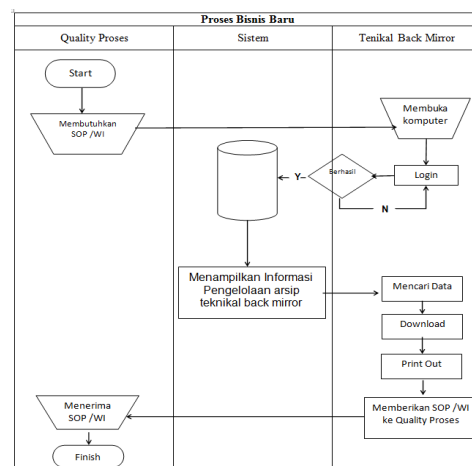 Proses Bisnis Baru
Quality Proses
Sistem
Tenikal Back Mirror
Start
Membutuhkan
SOP /WI
Membuka
komputer
Login
Berhasil
Y
N
Menampilkan Informasi
Pengelolaan arsip
teknikal back mirror
Mencari Data
Download
Print Out
Memberikan SOP /WI
ke Quality Proses
Menerima
SOP /WI
Finish